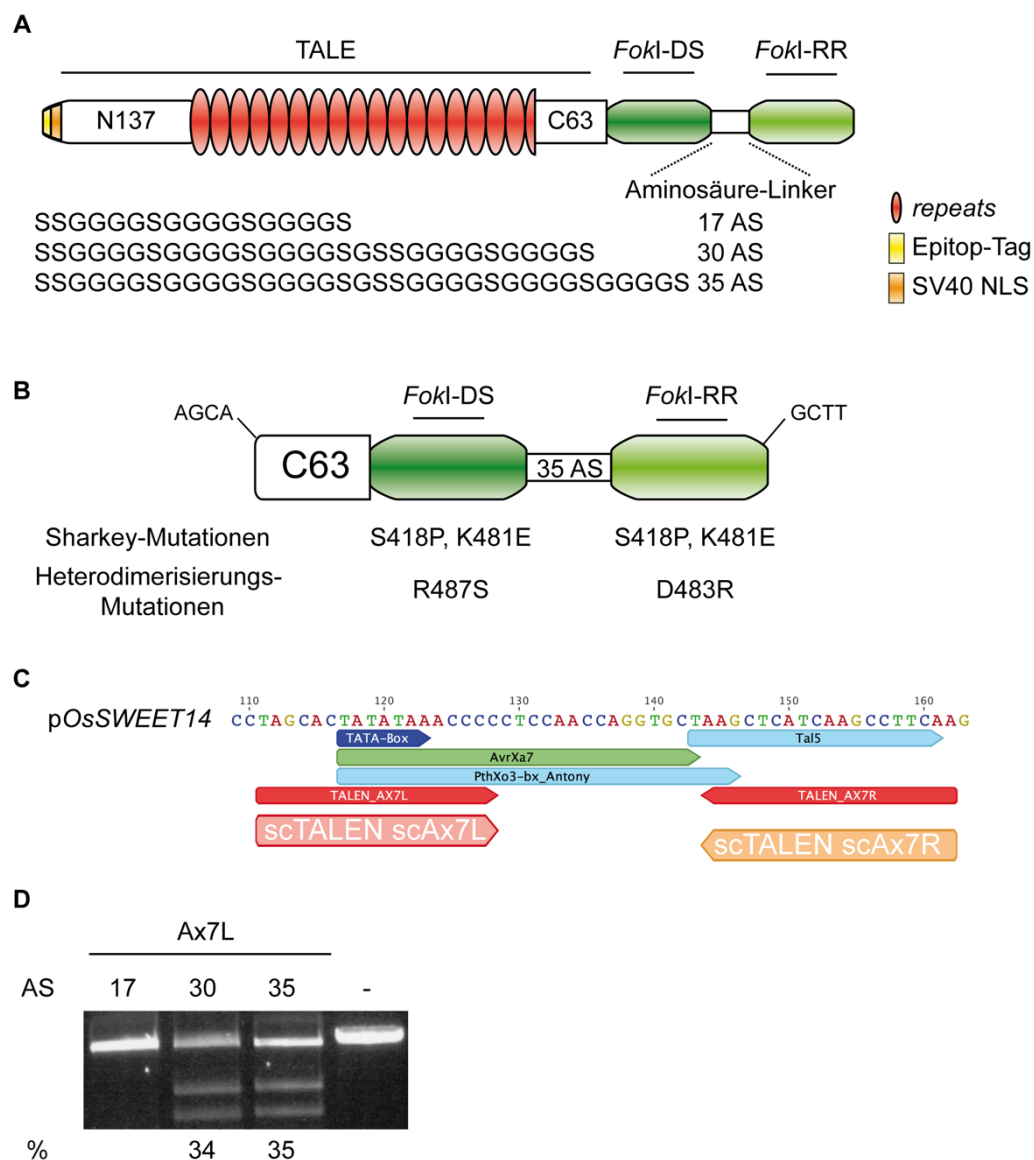 A
TALE
FokI-DS
FokI-RR
N137
C63
Aminosäure-Linker
SSGGGGSGGGGSGGGGS 17 AS
SSGGGGSGGGGSGGGGSGSSGGGGSGGGGS 30 AS
SSGGGGSGGGGSGGGGSGSSGGGGSGGGGSGGGGS 35 AS
repeats
Epitop-Tag
SV40 NLS
B
FokI-DS
FokI-RR
AGCA
GCTT
C63
35 AS
Sharkey-Mutationen S418P, K481E S418P, K481E
Heterodimerisierungs-
Mutationen
R487S D483R
C
110 120 130 140 150 160
pOsSWEET14 CCTAGCACTATATAAACCCCCTCCAACCAGGTGCTAAGCTCATCAAGCCTTCAAG
TATA-Box Tal5
AvrXa7
PthXo3-bx_Antony
TALEN_AX7L TALEN_AX7R
scTALEN scAx7L scTALEN scAx7R
D
Ax7L
AS 17 30 35 -
% 34 35